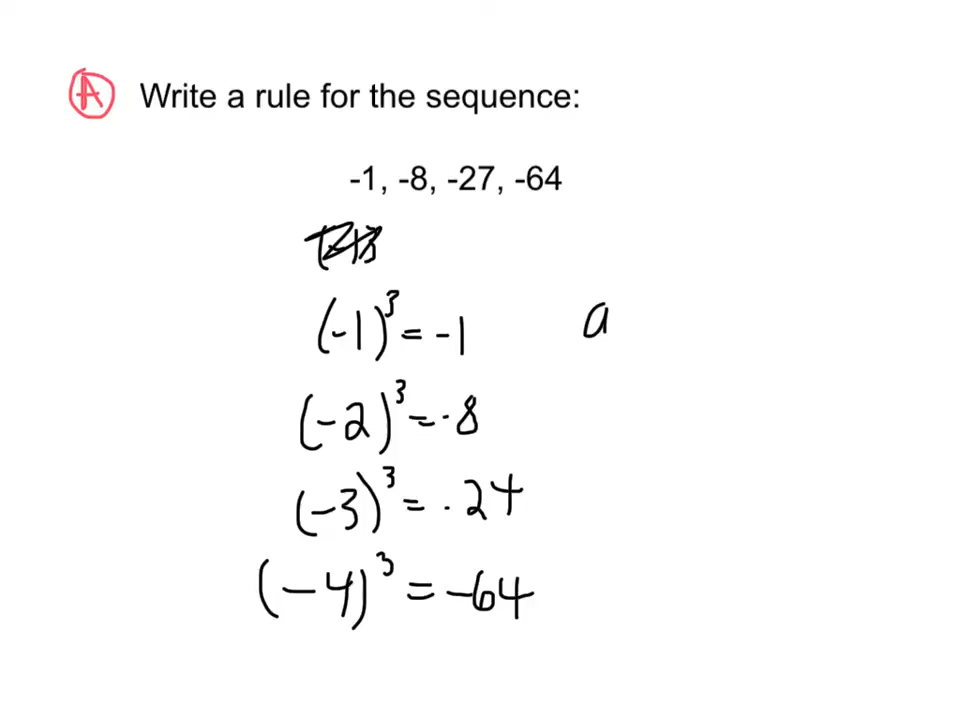 A Write a rule for the sequence:
-1, -8, -27, -64
(-1)³ = -1 a
(-2)³ = -8
(-3)³ = -27
(-4)³ = -64